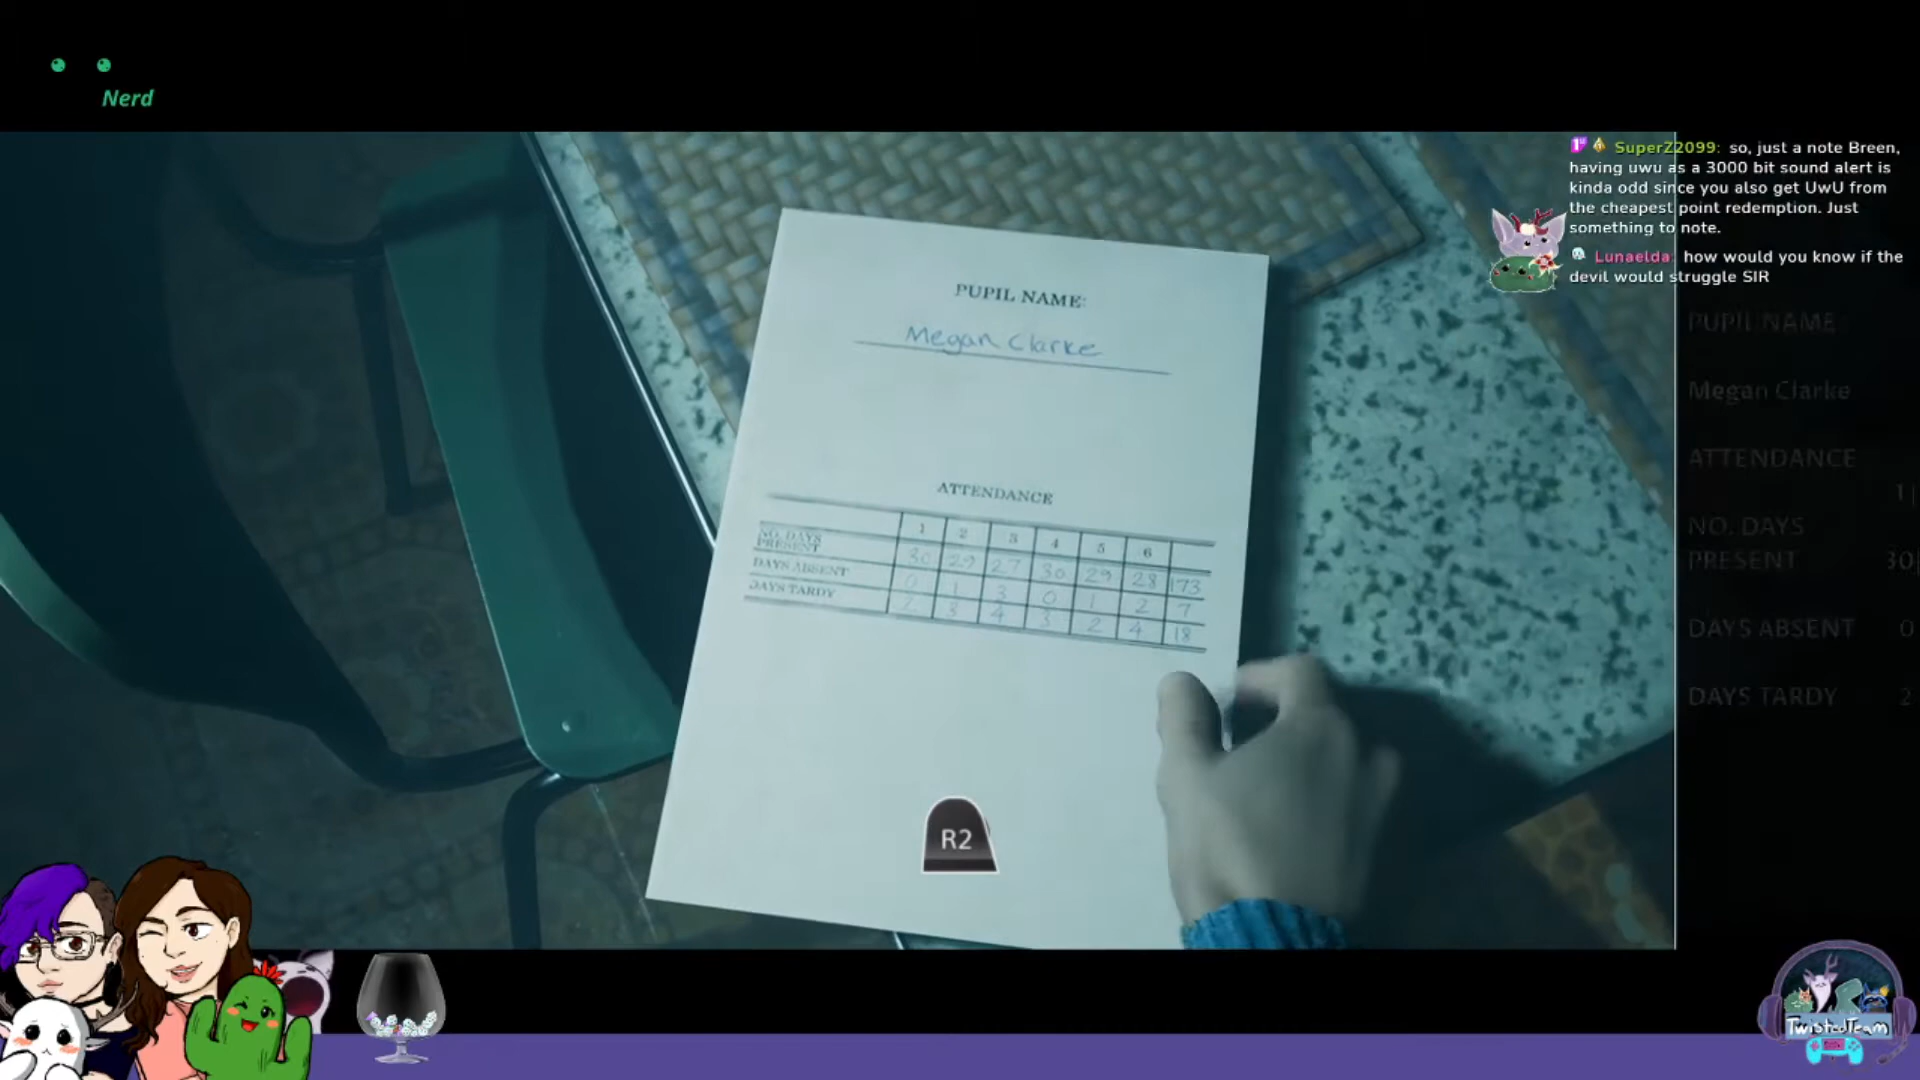 Nerd
SuperZ2099: so, just a note Breen,
having uwu as a 3000 bit sound alert is
kinda odd since you also get UwU from
the cheapest point redemption. Just
something to note.
Lunaelda: how would you know if the
devil would struggle SIR
PUPIL NAME:
Megan Clarke
ATTENDANCE
1 2 3 4 5 6
NO. DAYS
PRESENT 30 29 27 30 29 28 173
DAYS ABSENT 0 1 3 0 1 2 7
DAYS TARDY 2 3 4 3 2 4 18
R2
PUPIL NAME
Megan Clarke
ATTENDANCE
1|
NO. DAYS
PRESENT 30|
DAYS ABSENT 0
DAYS TARDY 2
TwistedTeam